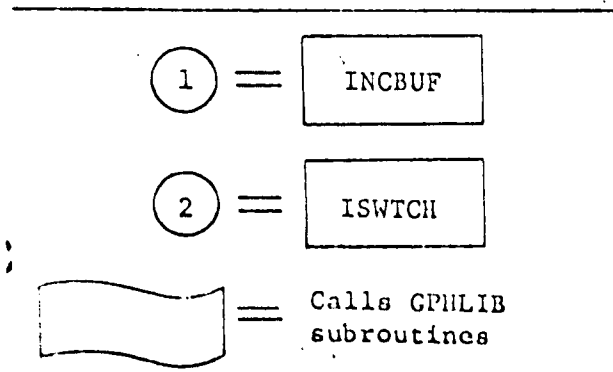 1 = INCBUF
2 = ISWTCH
= Calls GPHLIB
subroutines